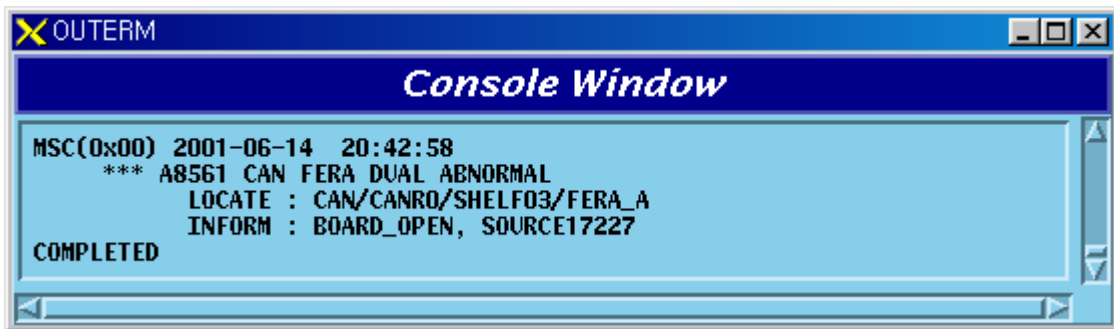 OUTERM
Console Window
MSC(0x00) 2001-06-14  20:42:58
*** A8561 CAN FERA DUAL ABNORMAL
LOCATE : CAN/CANR0/SHELF03/FERA_A
INFORM : BOARD_OPEN, SOURCE17227
COMPLETED